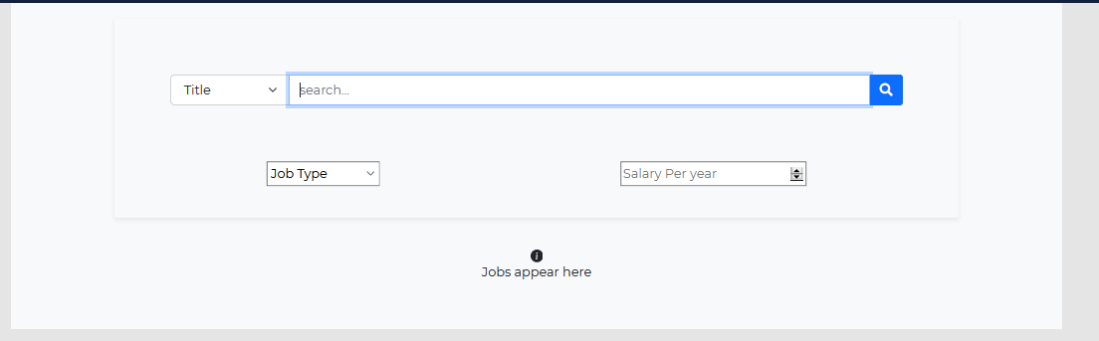 Title
search...
Job Type
Salary Per year
Jobs appear here